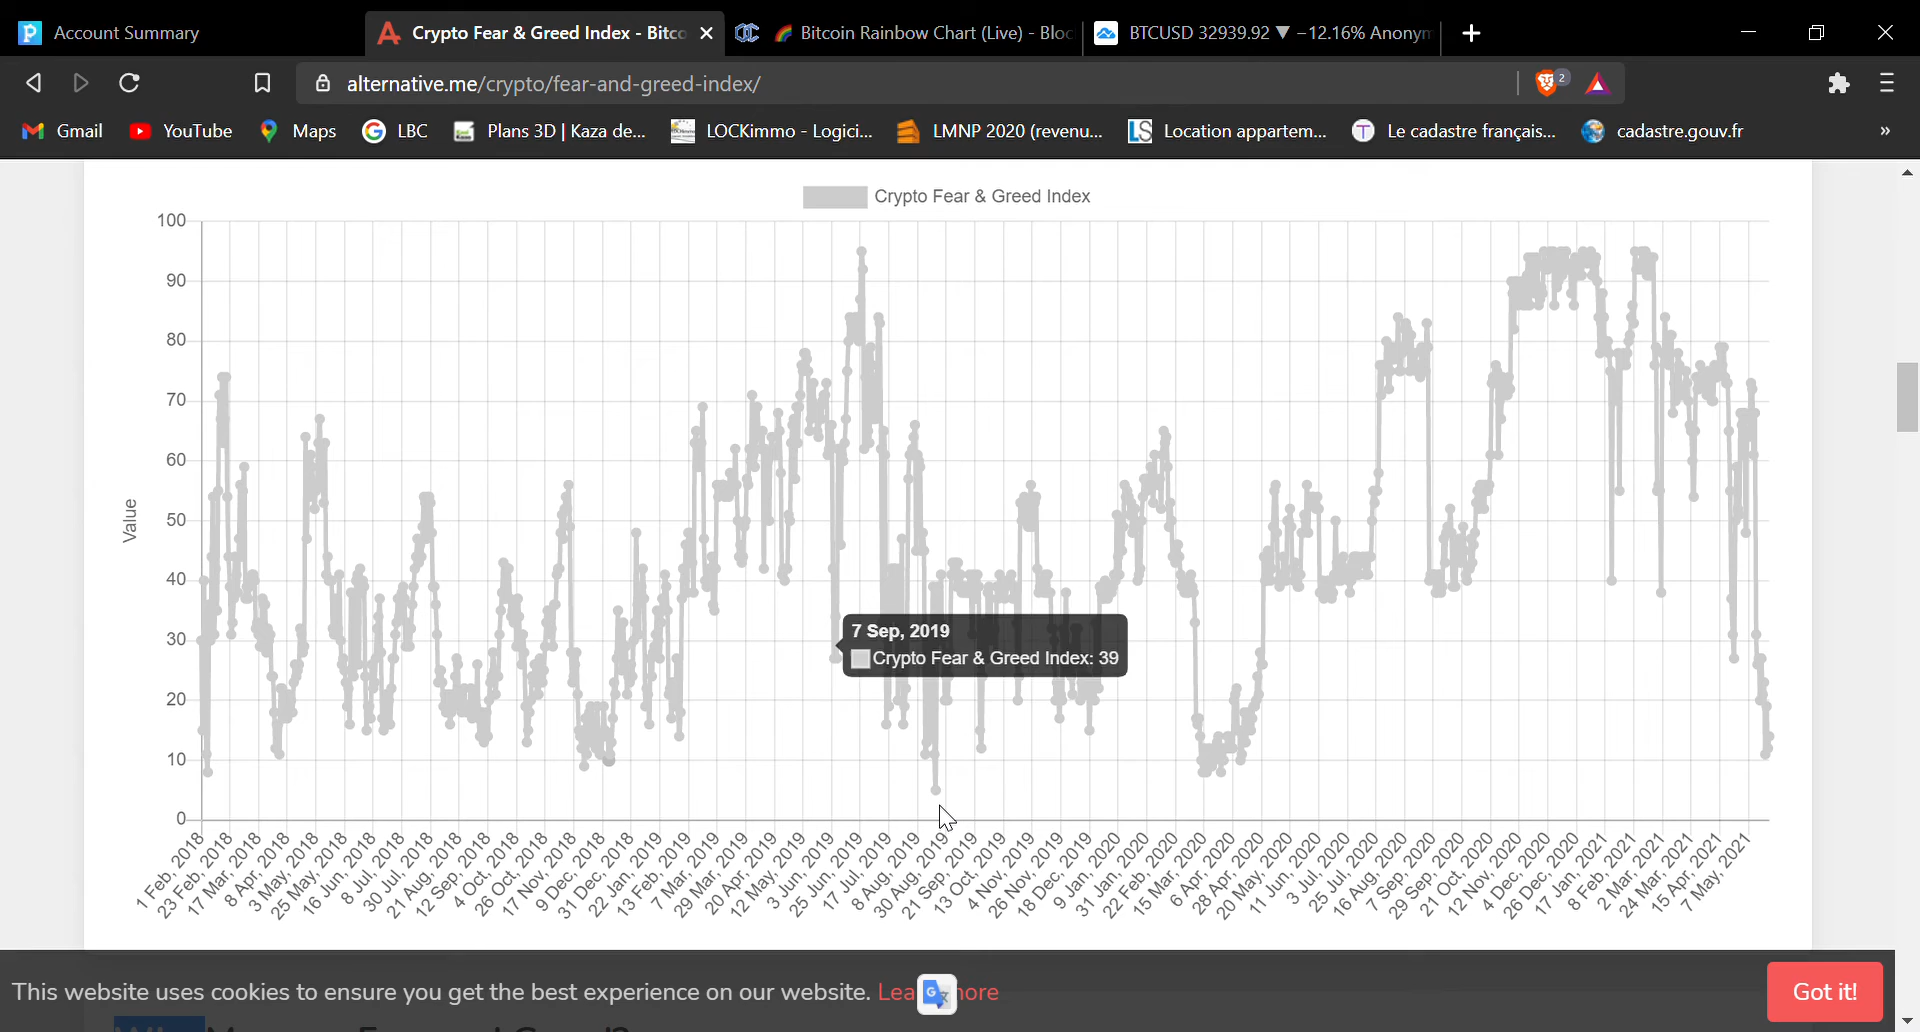 Account Summary
Crypto Fear & Greed Index - Bitco
Bitcoin Rainbow Chart (Live) - Bloc
BTCUSD 32939.92 ▼ −12.16% Anonym
alternative.me/crypto/fear-and-greed-index/
2
Gmail
YouTube
Maps
LBC
Plans 3D | Kaza de...
LOCKimmo - Logici...
LMNP 2020 (revenu...
Location appartem...
Le cadastre français...
cadastre.gouv.fr
»
Crypto Fear & Greed Index
100
90
80
70
60
50
40
30
20
10
0
Value
7 Sep, 2019
Crypto Fear & Greed Index: 39
1 Feb, 2018
23 Feb, 2018
17 Mar, 2018
8 Apr, 2018
3 May, 2018
25 May, 2018
16 Jun, 2018
8 Jul, 2018
30 Jul, 2018
21 Aug, 2018
12 Sep, 2018
4 Oct, 2018
26 Oct, 2018
17 Nov, 2018
9 Dec, 2018
31 Dec, 2018
22 Jan, 2019
13 Feb, 2019
7 Mar, 2019
29 Mar, 2019
20 Apr, 2019
12 May, 2019
3 Jun, 2019
25 Jun, 2019
17 Jul, 2019
8 Aug, 2019
30 Aug, 2019
21 Sep, 2019
13 Oct, 2019
4 Nov, 2019
26 Nov, 2019
18 Dec, 2019
9 Jan, 2020
31 Jan, 2020
22 Feb, 2020
15 Mar, 2020
6 Apr, 2020
28 Apr, 2020
20 May, 2020
11 Jun, 2020
3 Jul, 2020
25 Jul, 2020
16 Aug, 2020
7 Sep, 2020
29 Sep, 2020
21 Oct, 2020
12 Nov, 2020
4 Dec, 2020
26 Dec, 2020
17 Jan, 2021
8 Feb, 2021
2 Mar, 2021
24 Mar, 2021
15 Apr, 2021
7 May, 2021
This website uses cookies to ensure you get the best experience on our website. Lea ore
Got it!